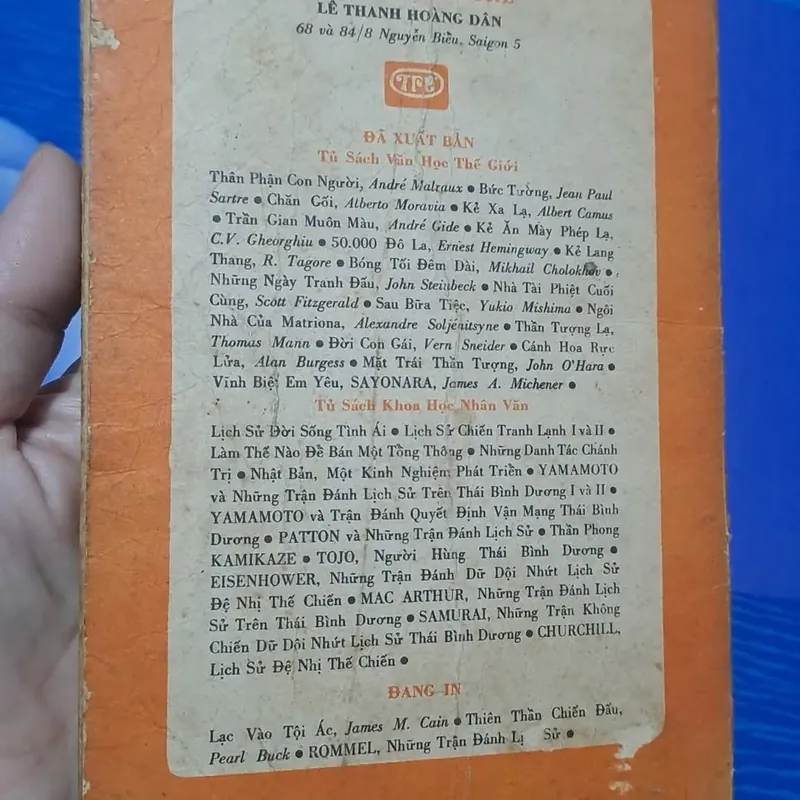 LÊ THANH HOÀNG DÂN
68 và 84/8 Nguyễn Biều, Saigon 5
TRẺ
ĐÃ XUẤT BẢN
Tủ Sách Văn Học Thế Giới
Thân Phận Con Người, André Malraux ● Bức Tường, Jean Paul
Sartre ● Chăn Gối, Alberto Moravia ● Kẻ Xa Lạ, Albert Camus
● Trần Gian Muôn Màu, André Gide ● Kẻ Ăn Mày Phép Lạ,
C.V. Gheorghiu ● 50.000 Đô La, Ernest Hemingway ● Kẻ Lang
Thang, R. Tagore ● Bóng Tối Đêm Dài, Mikhail Cholokhov ●
Những Ngày Tranh Đấu, John Steinbeck ● Nhà Tài Phiệt Cuối
Cùng, Scott Fitzgerald ● Sau Bữa Tiệc, Yukio Mishima ● Ngôi
Nhà Của Matriona, Alexandre Soljénitsyne ● Thần Tượng Lạ,
Thomas Mann ● Đời Con Gái, Vern Sneider ● Cánh Hoa Rực
Lửa, Alan Burgess ● Mặt Trái Thần Tượng, John O'Hara ●
Vĩnh Biệt Em Yêu, SAYONARA, James A. Michener ●
Tủ Sách Khoa Học Nhân Văn
Lịch Sử Đời Sống Tình Ái ● Lịch Sử Chiến Tranh Lạnh I và II ●
Làm Thế Nào Để Bán Một Tổng Thống ● Những Danh Tác Chánh
Trị ● Nhật Bản, Một Kinh Nghiệm Phát Triền ● YAMAMOTO
và Những Trận Đánh Lịch Sử Trên Thái Bình Dương I và II ●
YAMAMOTO và Trận Đánh Quyết Định Vận Mạng Thái Bình
Dương ● PATTON và Những Trận Đánh Lịch Sử ● Thần Phong
KAMIKAZE ● TOJO, Người Hùng Thái Bình Dương ●
EISENHOWER, Những Trận Đánh Dữ Dội Nhứt Lịch Sử
Đệ Nhị Thế Chiến ● MAC ARTHUR, Những Trận Đánh Lịch
Sử Trên Thái Bình Dương ● SAMURAI, Những Trận Không
Chiến Dữ Dội Nhứt Lịch Sử Thái Bình Dương ● CHURCHILL,
Lịch Sử Đệ Nhị Thế Chiến ●
ĐANG IN
Lạc Vào Tội Ác, James M. Cain ● Thiên Thần Chiến Đấu,
Pearl Buck ● ROMMEL, Những Trận Đánh Lị Sử ●